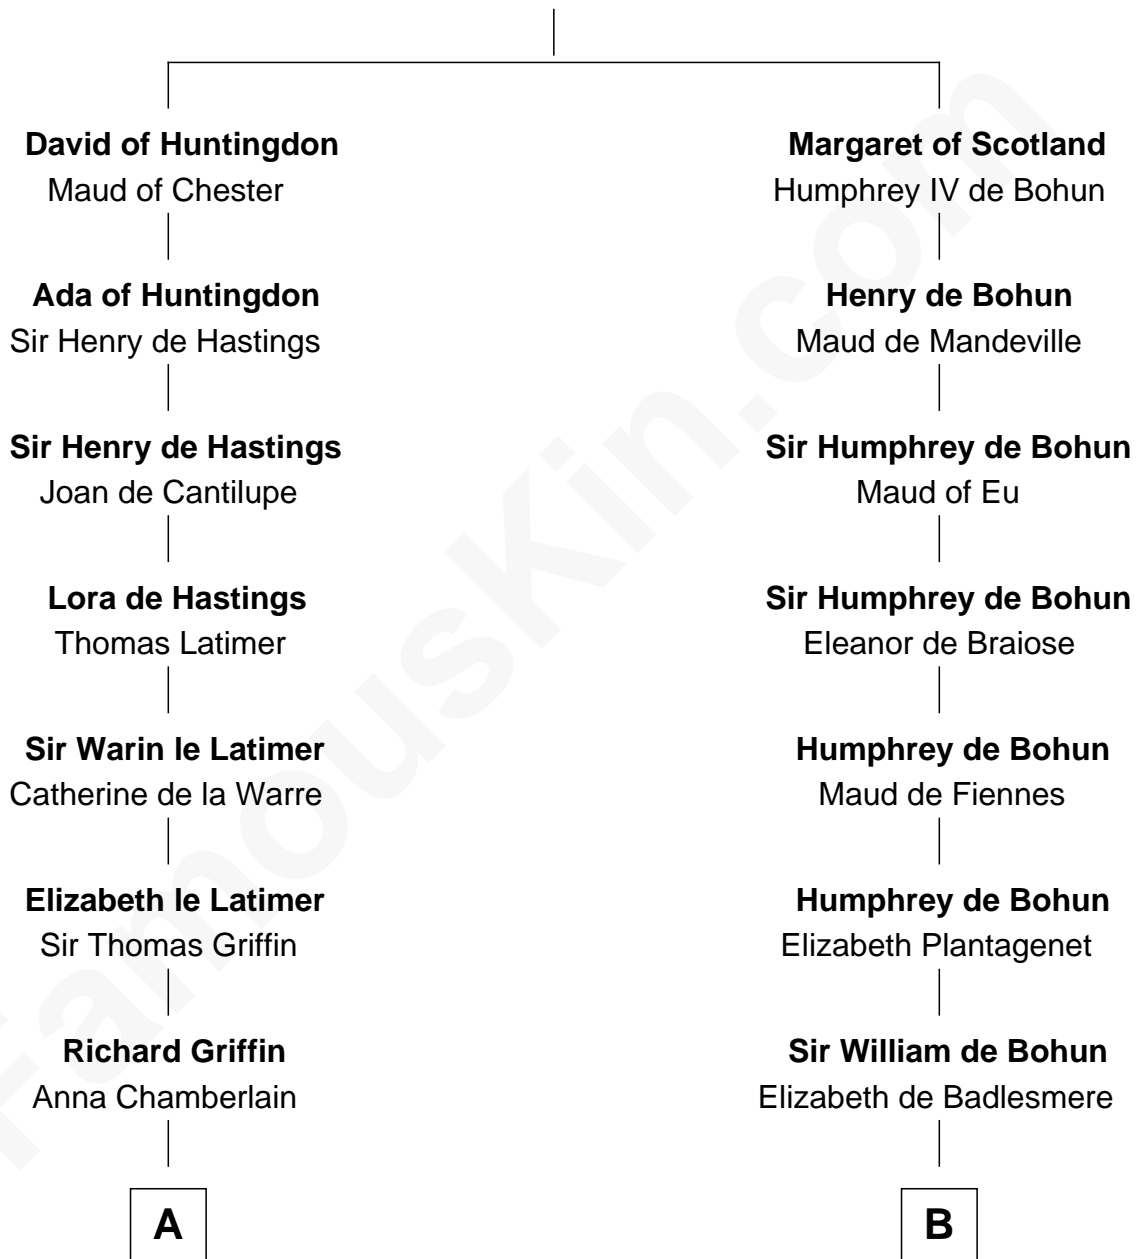 David of Huntingdon
Maud of Chester
Ada of Huntingdon
Sir Henry de Hastings
Sir Henry de Hastings
Joan de Cantilupe
Lora de Hastings
Thomas Latimer
Sir Warin le Latimer
Catherine de la Warre
Elizabeth le Latimer
Sir Thomas Griffin
Richard Griffin
Anna Chamberlain
A
Margaret of Scotland
Humphrey IV de Bohun
Henry de Bohun
Maud de Mandeville
Sir Humphrey de Bohun
Maud of Eu
Sir Humphrey de Bohun
Eleanor de Braiose
Humphrey de Bohun
Maud de Fiennes
Humphrey de Bohun
Elizabeth Plantagenet
Sir William de Bohun
Elizabeth de Badlesmere
B
FamousKin.com